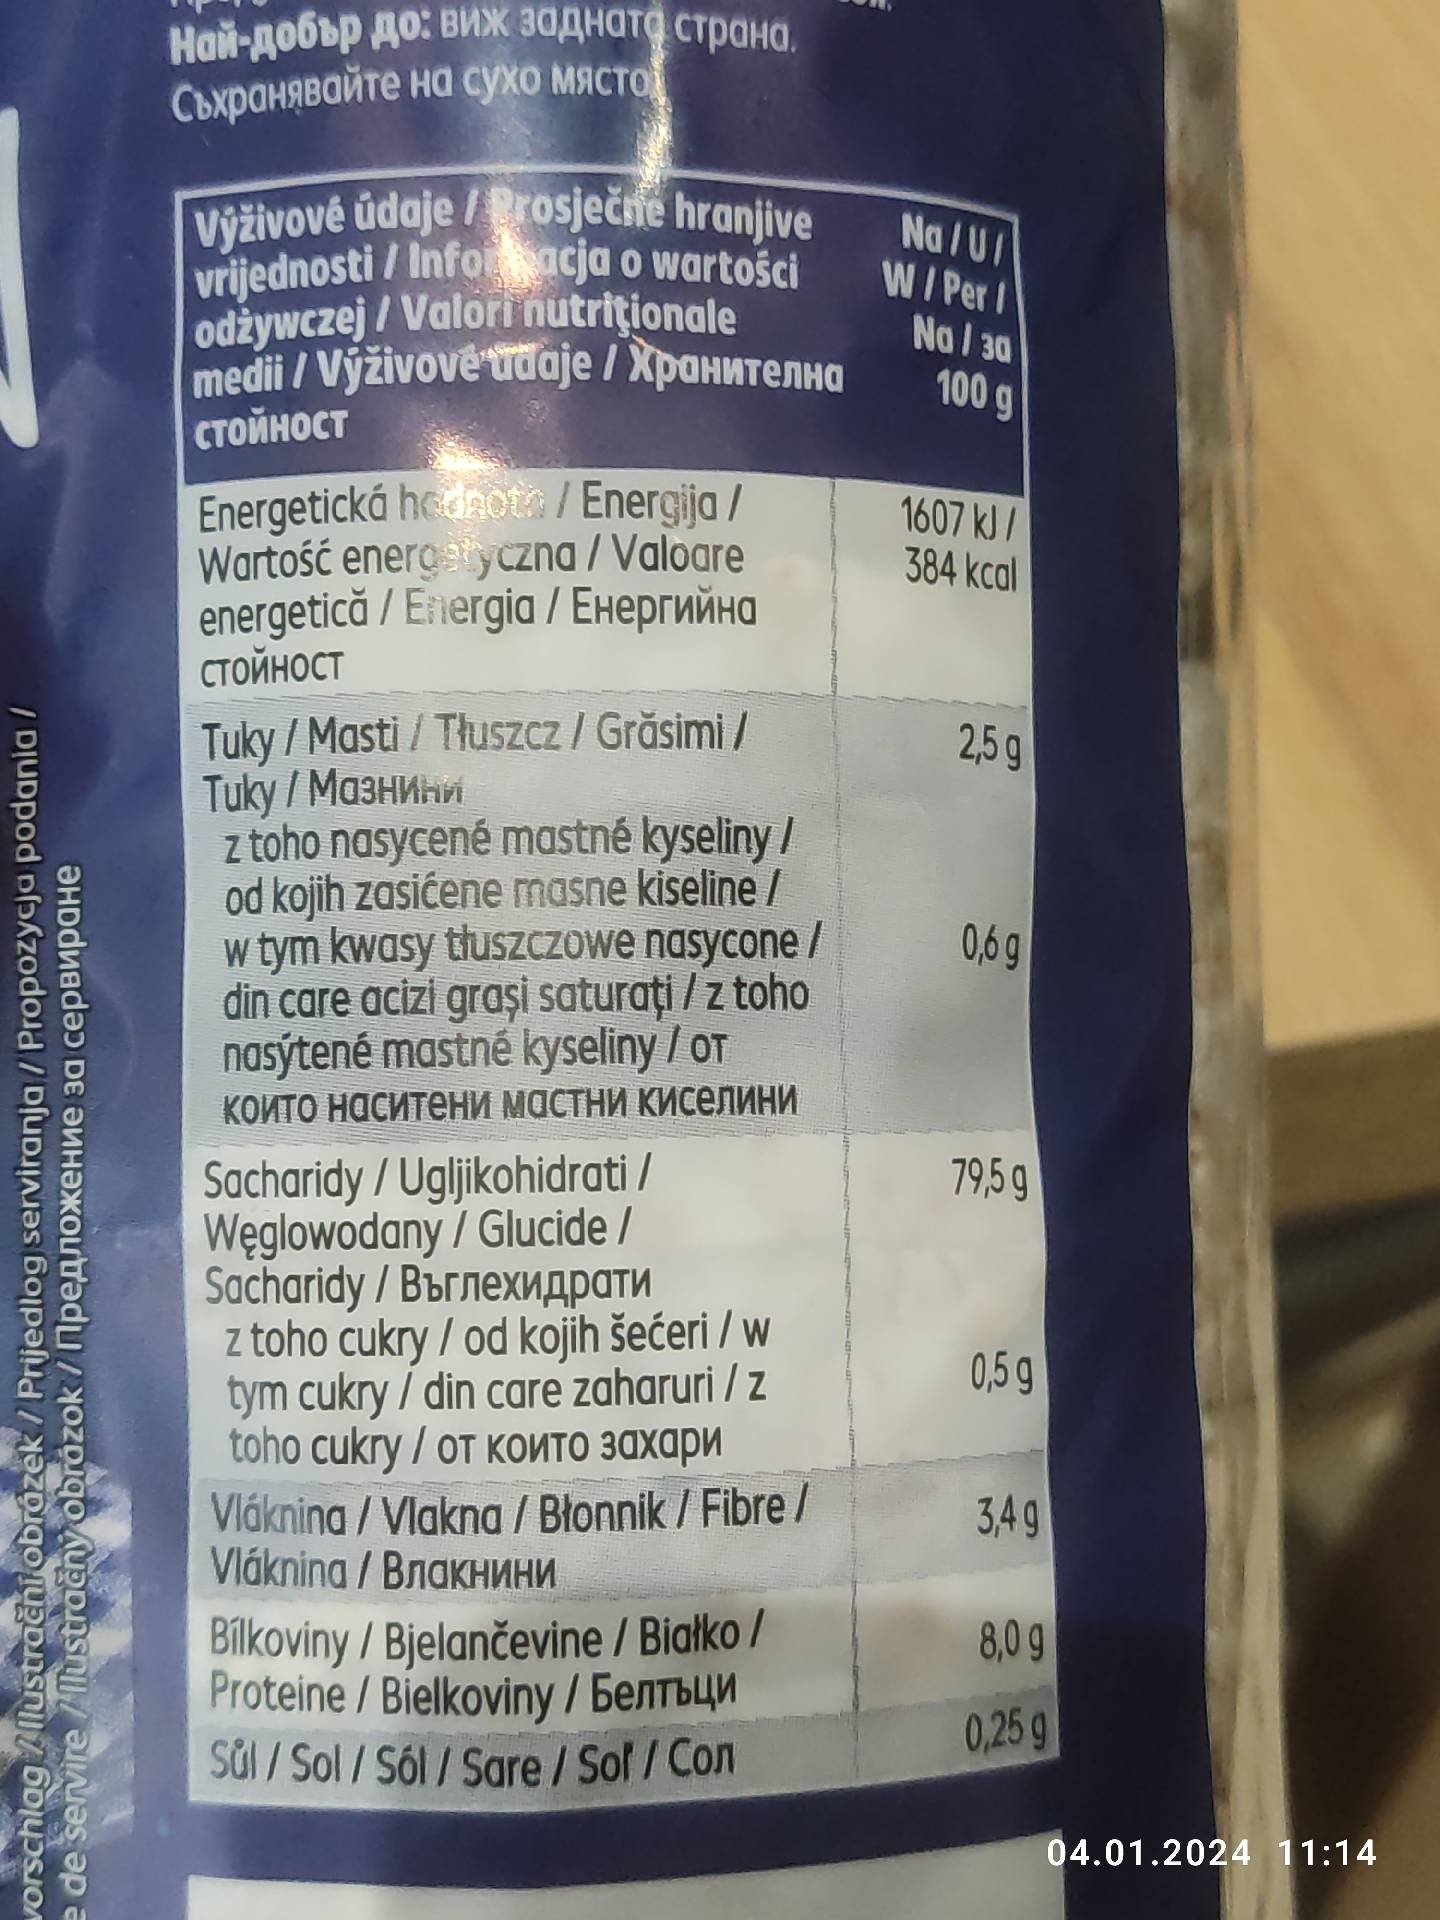 Най-добър до: виж задната страна.
Съхранявайте на сухо място
Výživové údaje / Prosječne hranjive
vrijednosti / Informacja o wartości
odżywczej / Valori nutriţionale
medii / Výživové údaje / Хранителна
стойност
Na / U /
W / Per /
Na / за
100 g
Energetická hodnota / Energija /
Wartość energetyczna / Valoare
energetică / Energia / Енергийна
стойност
1607 kJ /
384 kcal
Tuky / Masti / Tłuszcz / Grăsimi /
Tuky / Мазнини
2,5 g
z toho nasycené mastné kyseliny /
od kojih zasićene masne kiseline /
w tym kwasy tłuszczowe nasycone /
din care acizi graşi saturaţi / z toho
nasýtené mastné kyseliny / от
които наситени мастни киселини
0,6 g
Sacharidy / Ugljikohidrati /
Węglowodany / Glucide /
Sacharidy / Въглехидрати
79,5 g
z toho cukry / od kojih šećeri / w
tym cukry / din care zaharuri / z
toho cukry / от които захари
0,5 g
Vláknina / Vlakna / Błonnik / Fibre /
Vláknina / Влакнини
3,4 g
Bílkoviny / Bjelančevine / Białko /
Proteine / Bielkoviny / Белтъци
8,0 g
Sůl / Sol / Sól / Sare / Soľ / Сол
0,25 g
vorschlag / Ilustrační obrázek / Prijedlog serviranja / Propozycja podania /
de servire / Ilustračný obrázok / Предложение за сервиране
04.01.2024 11:14